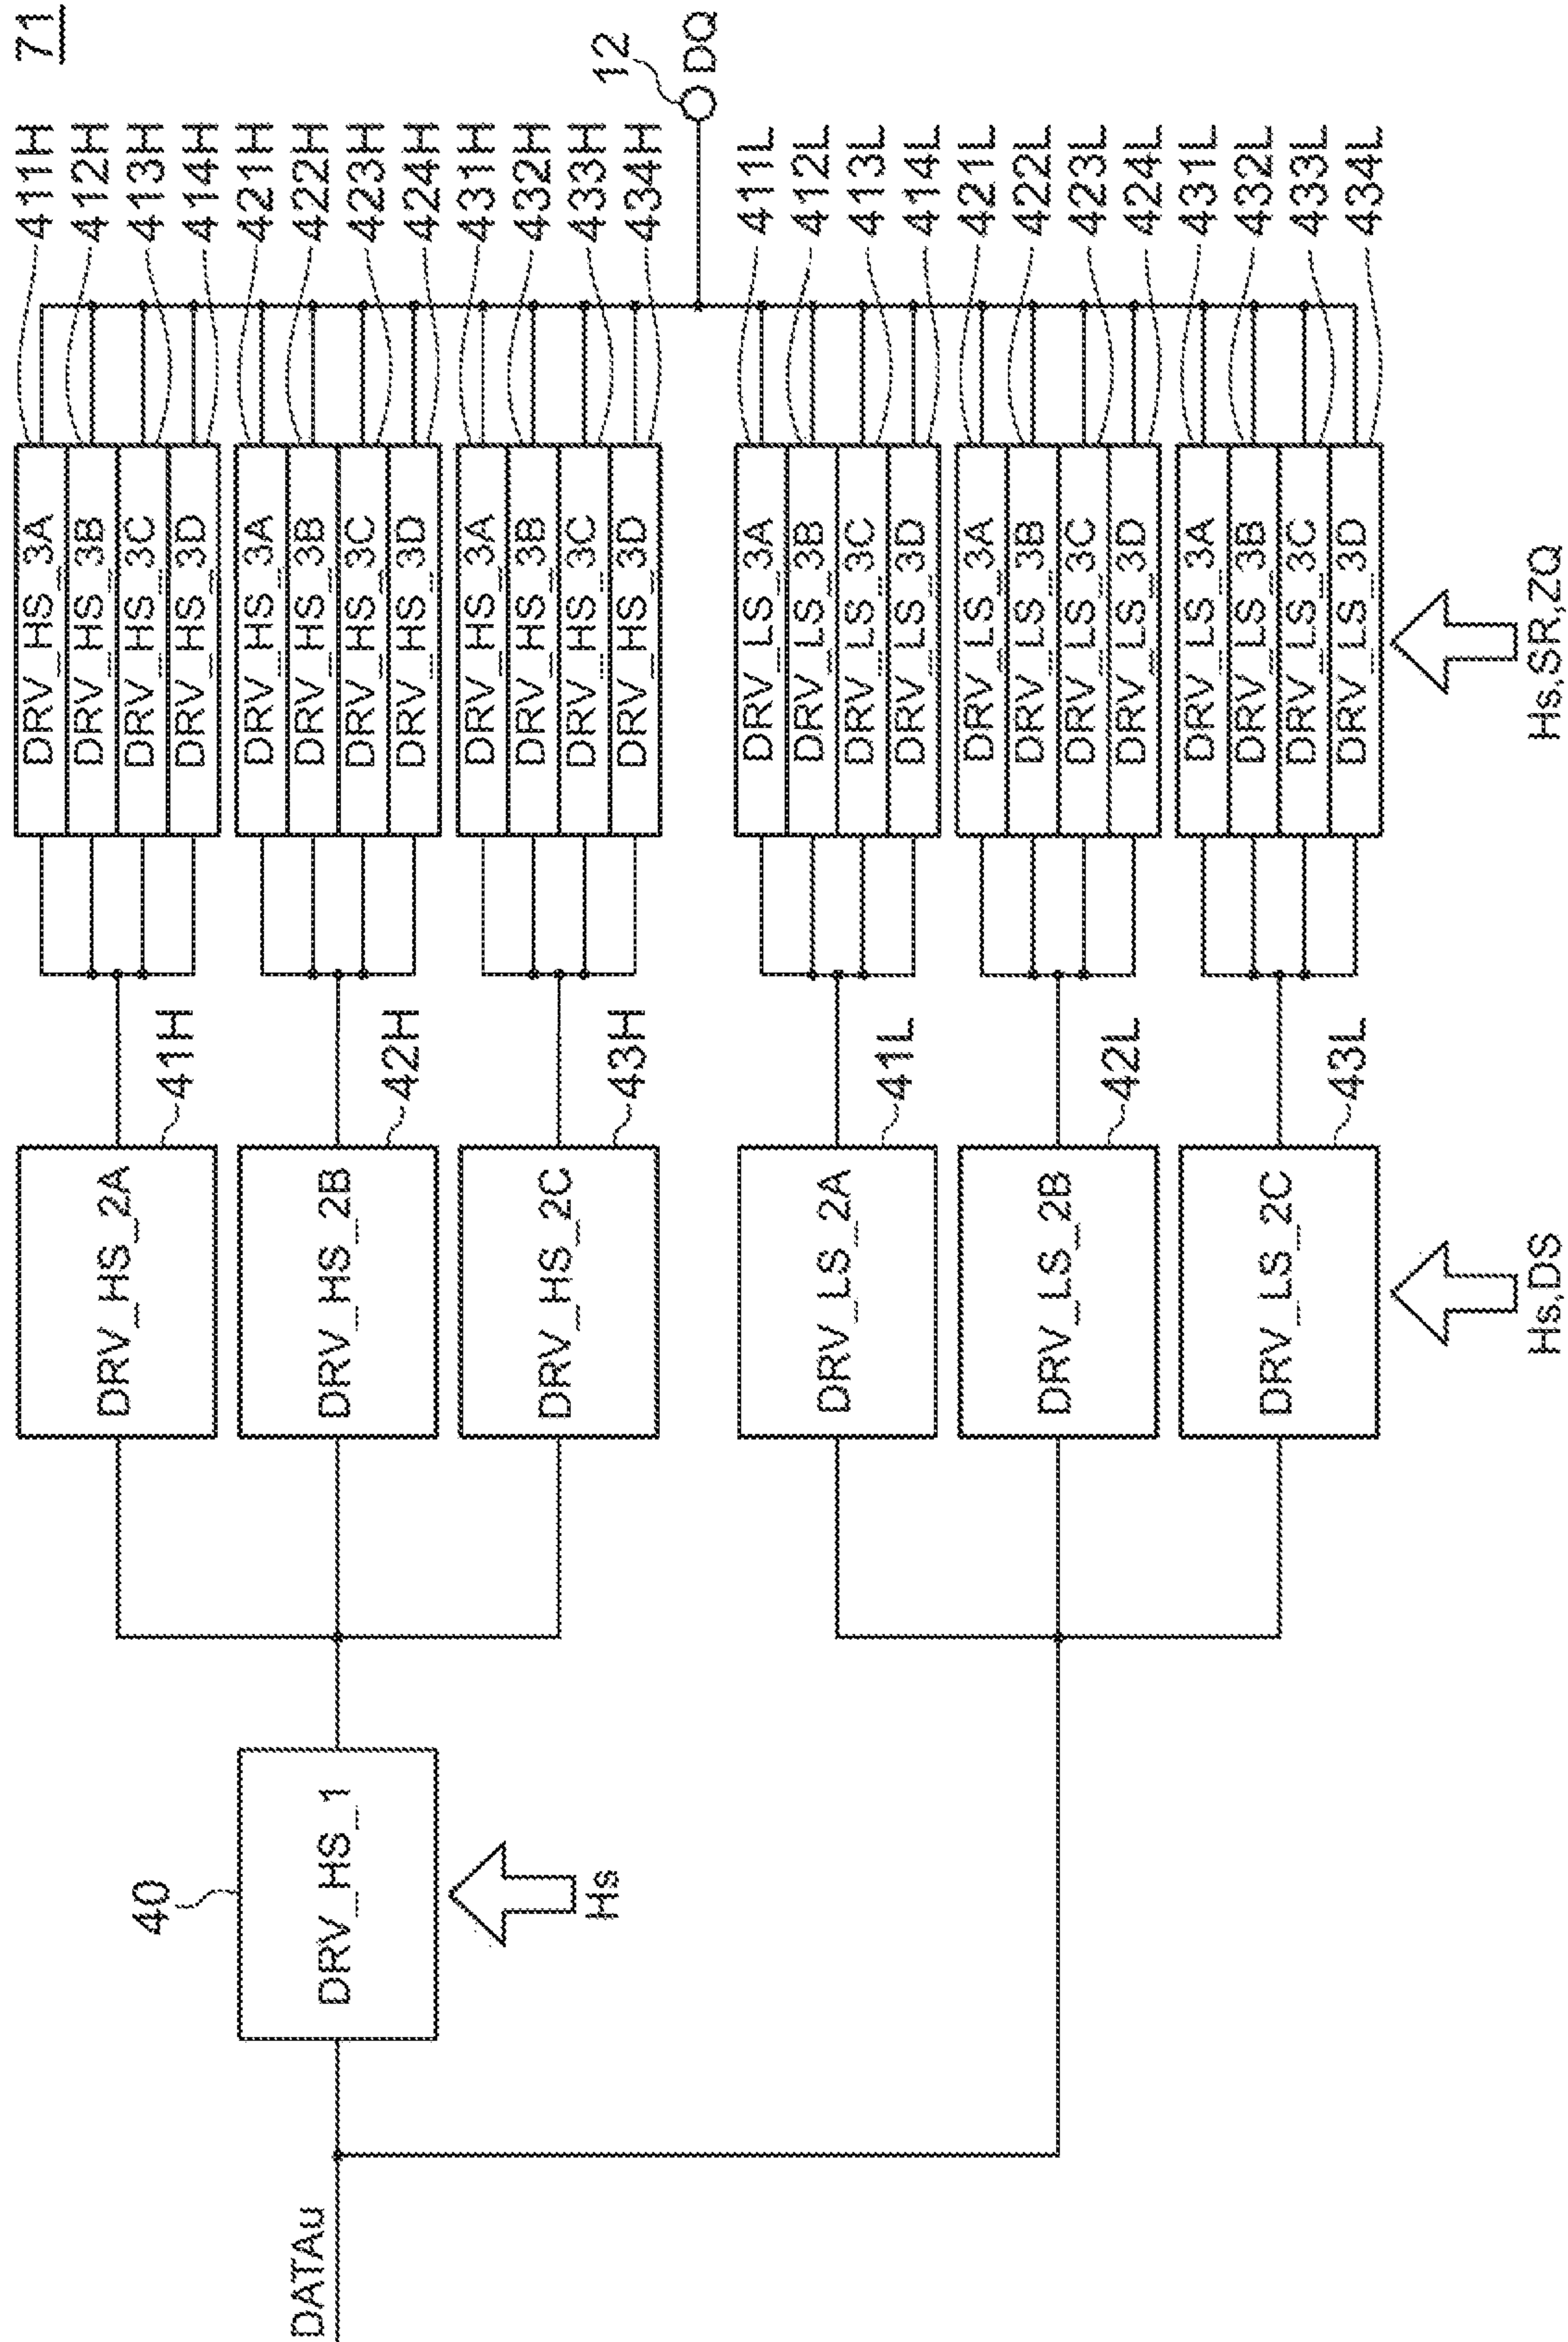 71
DATAu
40
DRV_HS_1
Hs
DRV_HS_2A
41H
DRV_HS_2B
42H
DRV_HS_2C
43H
DRV_LS_2A
41L
DRV_LS_2B
42L
DRV_LS_2C
43L
Hs,DS
DRV_HS_3A
DRV_HS_3B
DRV_HS_3C
DRV_HS_3D
DRV_HS_3A
DRV_HS_3B
DRV_HS_3C
DRV_HS_3D
DRV_HS_3A
DRV_HS_3B
DRV_HS_3C
DRV_HS_3D
DRV_LS_3A
DRV_LS_3B
DRV_LS_3C
DRV_LS_3D
DRV_LS_3A
DRV_LS_3B
DRV_LS_3C
DRV_LS_3D
DRV_LS_3A
DRV_LS_3B
DRV_LS_3C
DRV_LS_3D
Hs,SR,ZQ
411H
412H
413H
414H
421H
422H
423H
424H
431H
432H
433H
434H
12
DQ
411L
412L
413L
414L
421L
422L
423L
424L
431L
432L
433L
434L